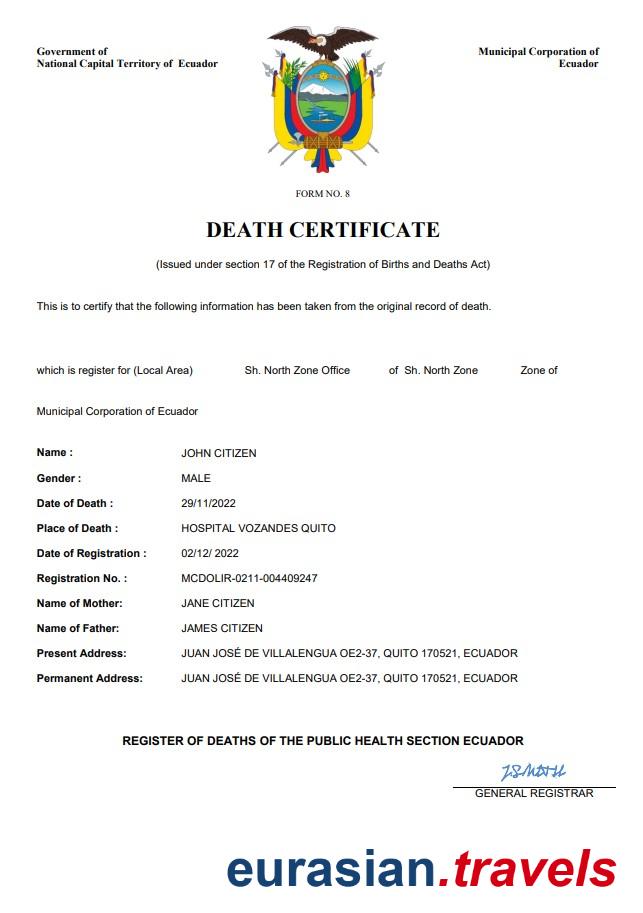 Government of
National Capital Territory of Ecuador
Municipal Corporation of
Ecuador
FORM NO. 8
DEATH CERTIFICATE
(Issued under section 17 of the Registration of Births and Deaths Act)
This is to certify that the following information has been taken from the original record of death.
which is register for (Local Area) Sh. North Zone Office of Sh. North Zone Zone of
Municipal Corporation of Ecuador
Name : JOHN CITIZEN
Gender : MALE
Date of Death : 29/11/2022
Place of Death : HOSPITAL VOZANDES QUITO
Date of Registration : 02/12/ 2022
Registration No. : MCDOLIR-0211-004409247
Name of Mother: JANE CITIZEN
Name of Father: JAMES CITIZEN
Present Address: JUAN JOSÉ DE VILLALENGUA OE2-37, QUITO 170521, ECUADOR
Permanent Address: JUAN JOSÉ DE VILLALENGUA OE2-37, QUITO 170521, ECUADOR
REGISTER OF DEATHS OF THE PUBLIC HEALTH SECTION ECUADOR
GENERAL REGISTRAR
eurasian.travels